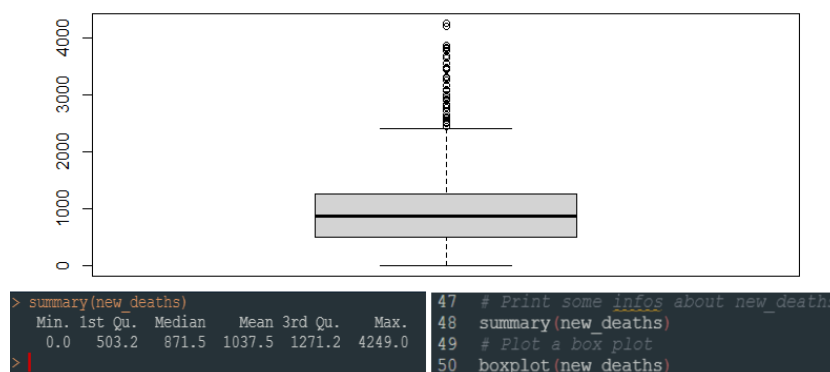 4000
3000
2000
1000
0
> summary(new_deaths)
Min. 1st Qu. Median Mean 3rd Qu. Max.
0.0 503.2 871.5 1037.5 1271.2 4249.0
>
47 # Print some infos about new_deaths
48 summary(new_deaths)
49 # Plot a box plot
50 boxplot(new_deaths)